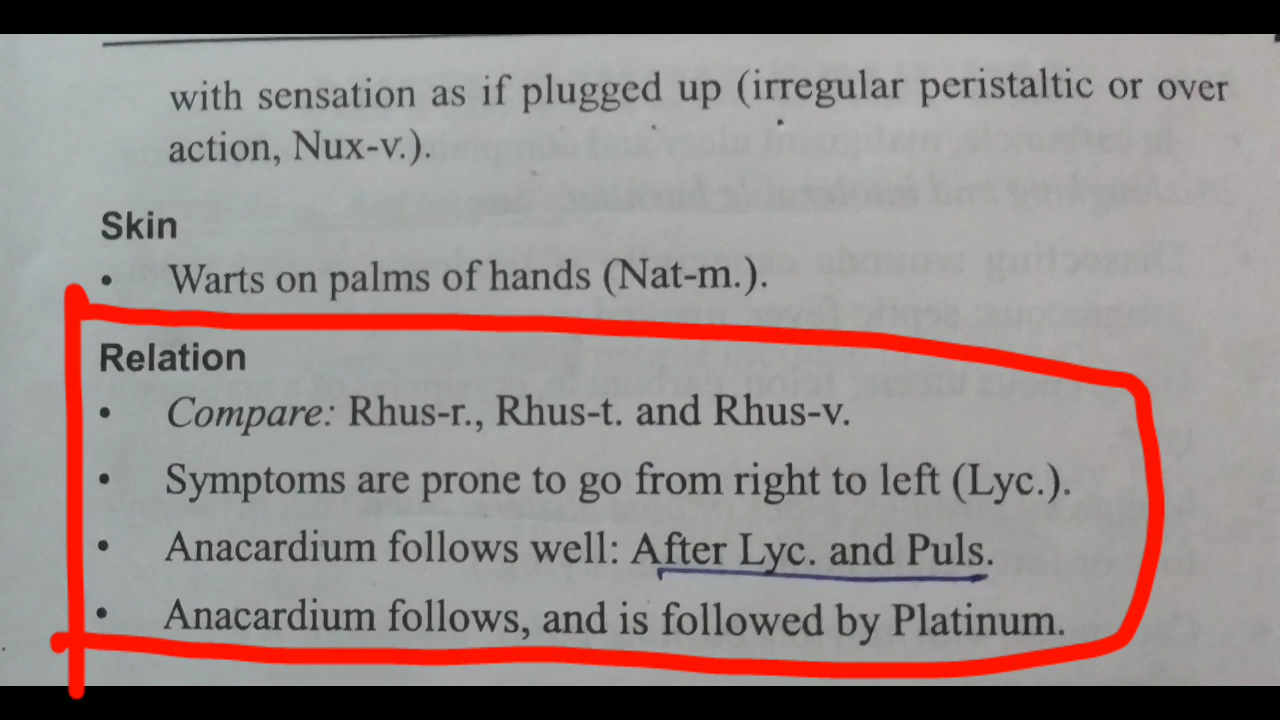 with sensation as if plugged up (irregular peristaltic or over
action, Nux-v.).
Skin
• Warts on palms of hands (Nat-m.).
Relation
• Compare: Rhus-r., Rhus-t. and Rhus-v.
• Symptoms are prone to go from right to left (Lyc.).
• Anacardium follows well: After Lyc. and Puls.
• Anacardium follows, and is followed by Platinum.